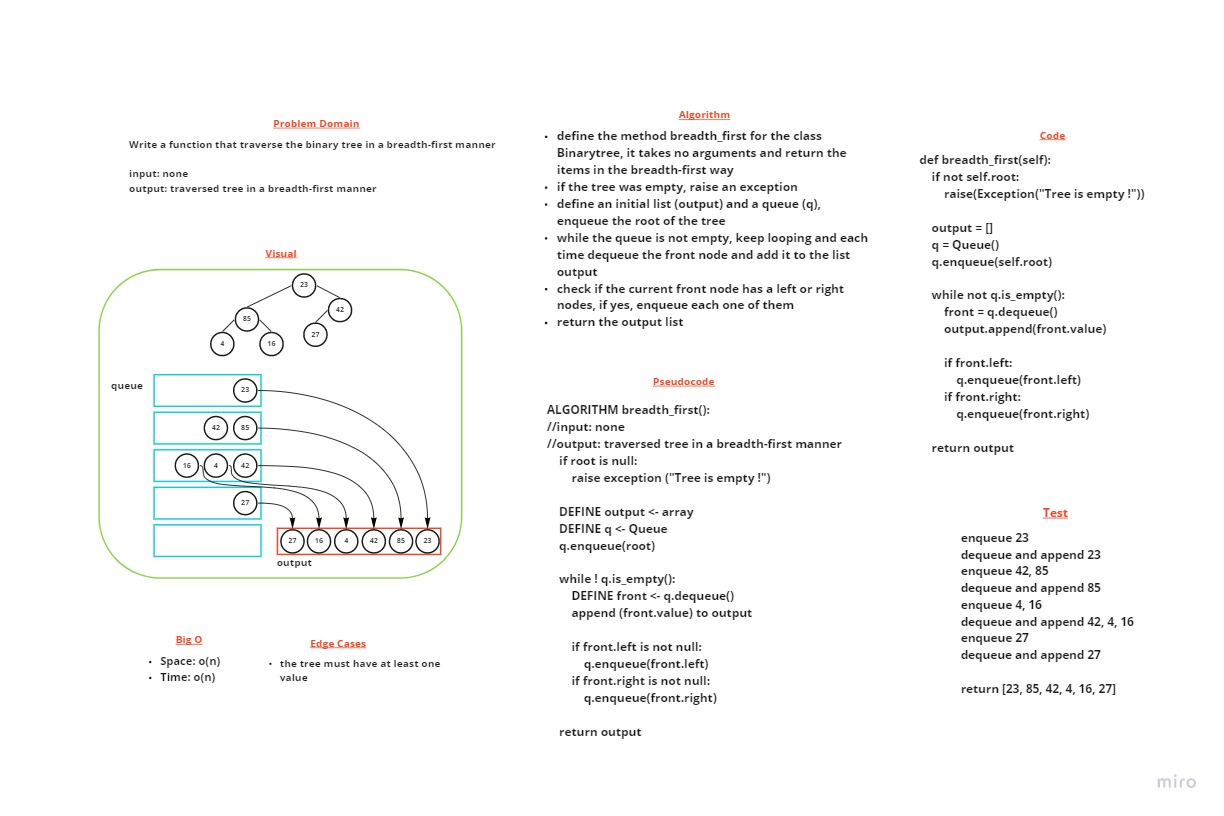 Problem Domain
Write a function that traverse the binary tree in a breadth-first manner
input: none
output: traversed tree in a breadth-first manner
Visual
23
85
42
4
16
27
queue
23
42 85
16 4 42
27
27 16 4 42 85 23
output
Big O
• Space: o(n)
• Time: o(n)
Edge Cases
• the tree must have at least one
value
Algorithm
• define the method breadth_first for the class
Binarytree, it takes no arguments and return the
items in the breadth-first way
• if the tree was empty, raise an exception
• define an initial list (output) and a queue (q),
enqueue the root of the tree
• while the queue is not empty, keep looping and each
time dequeue the front node and add it to the list
output
• check if the current front node has a left or right
nodes, if yes, enqueue each one of them
• return the output list
Pseudocode
ALGORITHM breadth_first():
//input: none
//output: traversed tree in a breadth-first manner
if root is null:
raise exception ("Tree is empty !")
DEFINE output <- array
DEFINE q <- Queue
q.enqueue(root)
while ! q.is_empty():
DEFINE front <- q.dequeue()
append (front.value) to output
if front.left is not null:
q.enqueue(front.left)
if front.right is not null:
q.enqueue(front.right)
return output
Code
def breadth_first(self):
if not self.root:
raise(Exception("Tree is empty !"))
output = []
q = Queue()
q.enqueue(self.root)
while not q.is_empty():
front = q.dequeue()
output.append(front.value)
if front.left:
q.enqueue(front.left)
if front.right:
q.enqueue(front.right)
return output
Test
enqueue 23
dequeue and append 23
enqueue 42, 85
dequeue and append 85
enqueue 4, 16
dequeue and append 42, 4, 16
enqueue 27
dequeue and append 27
return [23, 85, 42, 4, 16, 27]
miro